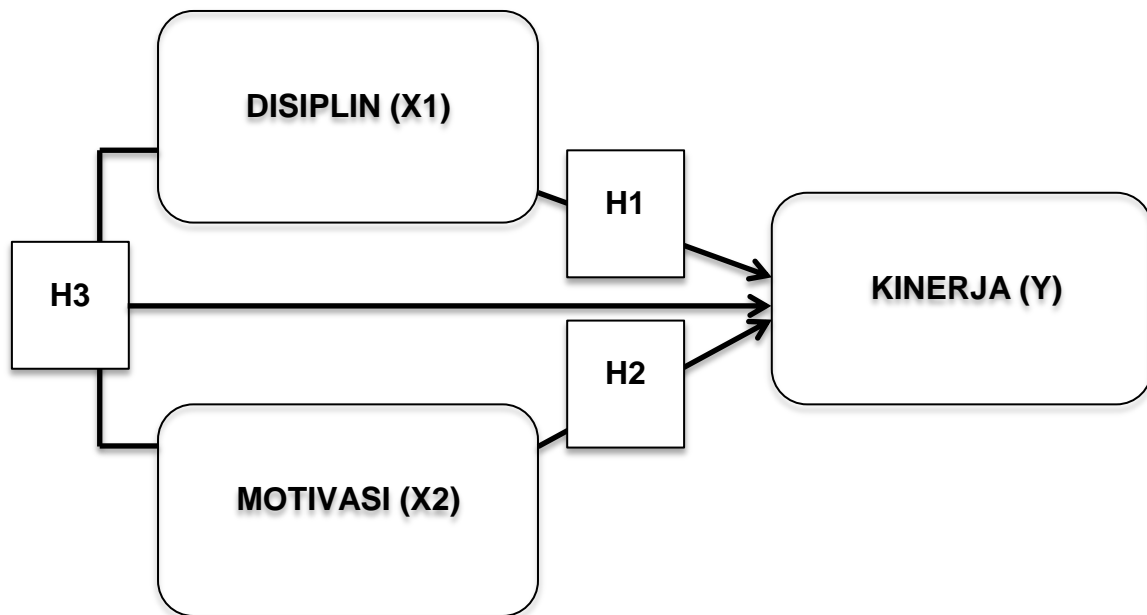 DISIPLIN (X1)
H1
H3
KINERJA (Y)
H2
MOTIVASI (X2)